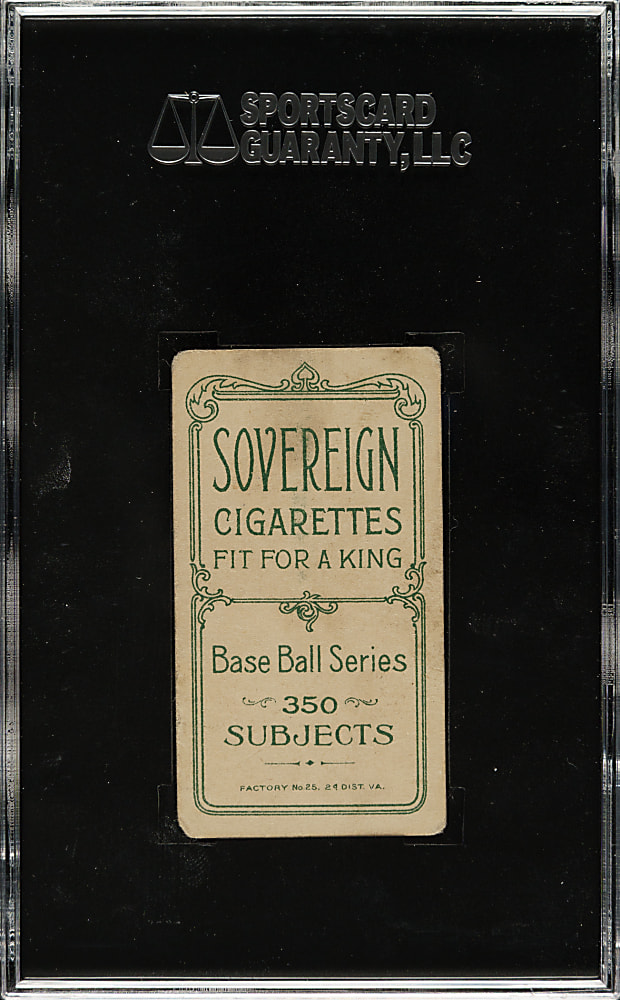 SPORTSCARD
GUARANTY, LLC
SOVEREIGN
CIGARETTES
FIT FOR A KING
Base Ball Series
350
SUBJECTS
FACTORY No. 25, 2d DIST. VA.